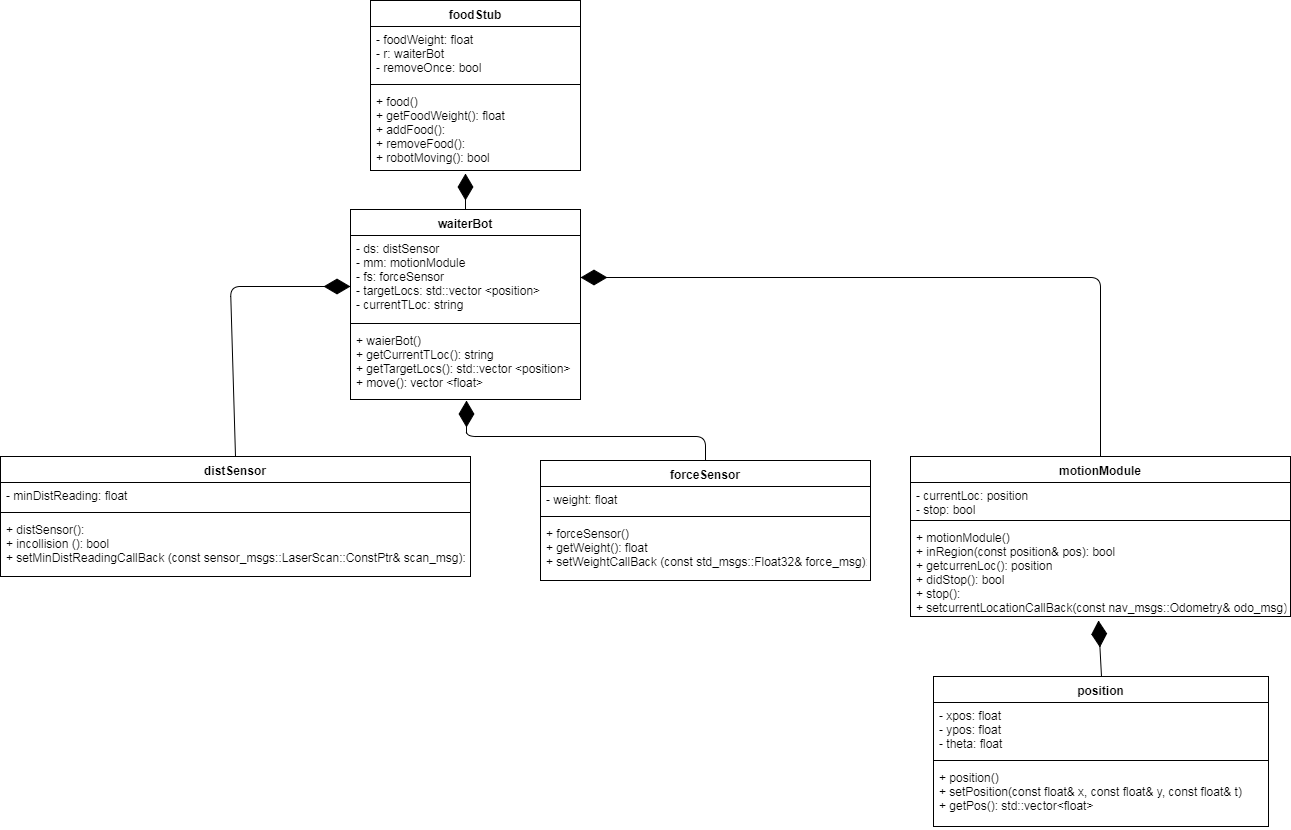 foodStub
- foodWeight: float
- r: waiterBot
- removeOnce: bool
+ food()
+ getFoodWeight(): float
+ addFood():
+ removeFood():
+ robotMoving(): bool
waiterBot
- ds: distSensor
- mm: motionModule
- fs: forceSensor
- targetLocs: std::vector <position>
- currentTLoc: string
+ waierBot()
+ getCurrentTLoc(): string
+ getTargetLocs(): std::vector <position>
+ move(): vector <float>
distSensor
- minDistReading: float
+ distSensor():
+ incollision (): bool
+ setMinDistReadingCallBack (const sensor_msgs::LaserScan::ConstPtr& scan_msg):
forceSensor
- weight: float
+ forceSensor()
+ getWeight(): float
+ setWeightCallBack (const std_msgs::Float32& force_msg)
motionModule
- currentLoc: position
- stop: bool
+ motionModule()
+ inRegion(const position& pos): bool
+ getcurrenLoc(): position
+ didStop(): bool
+ stop():
+ setcurrentLocationCallBack(const nav_msgs::Odometry& odo_msg)
position
- xpos: float
- ypos: float
- theta: float
+ position()
+ setPosition(const float& x, const float& y, const float& t)
+ getPos(): std::vector<float>